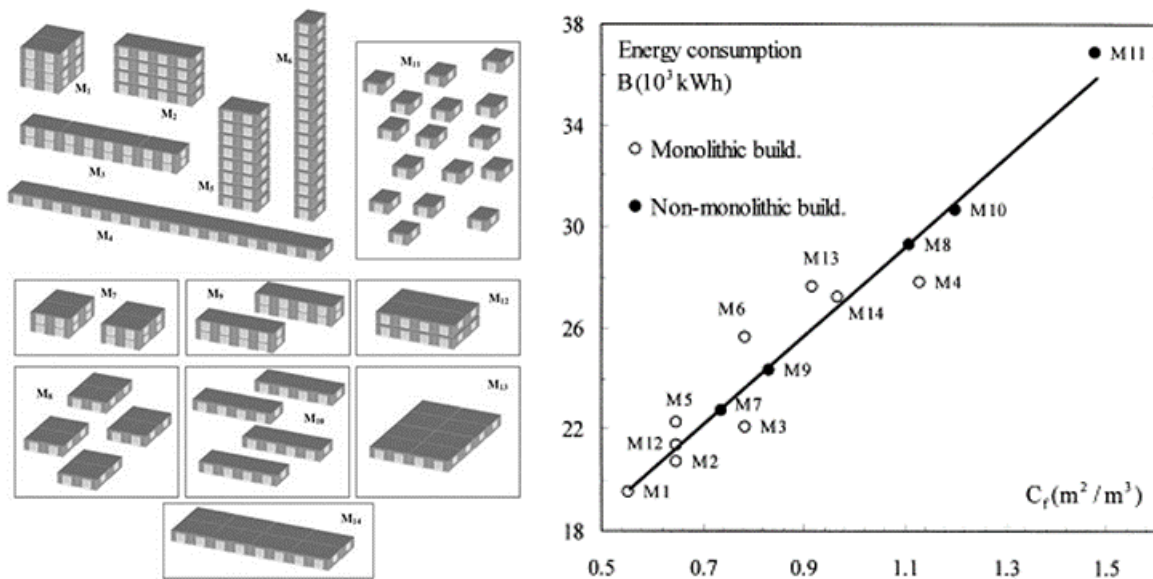 M₁
M₂
M₆
M₁₁
M₃
M₅
M₄
M₇
M₉
M₁₂
M₈
M₁₀
M₁₃
M₁₄
38
34
30
26
22
18
Energy consumption
B (10³ kWh)
Monolithic build.
Non-monolithic build.
M11
M10
M8
M13
M4
M14
M6
M9
M5
M7
M12
M3
M2
M1
C_f (m²/m³)
0.5 0.7 0.9 1.1 1.3 1.5